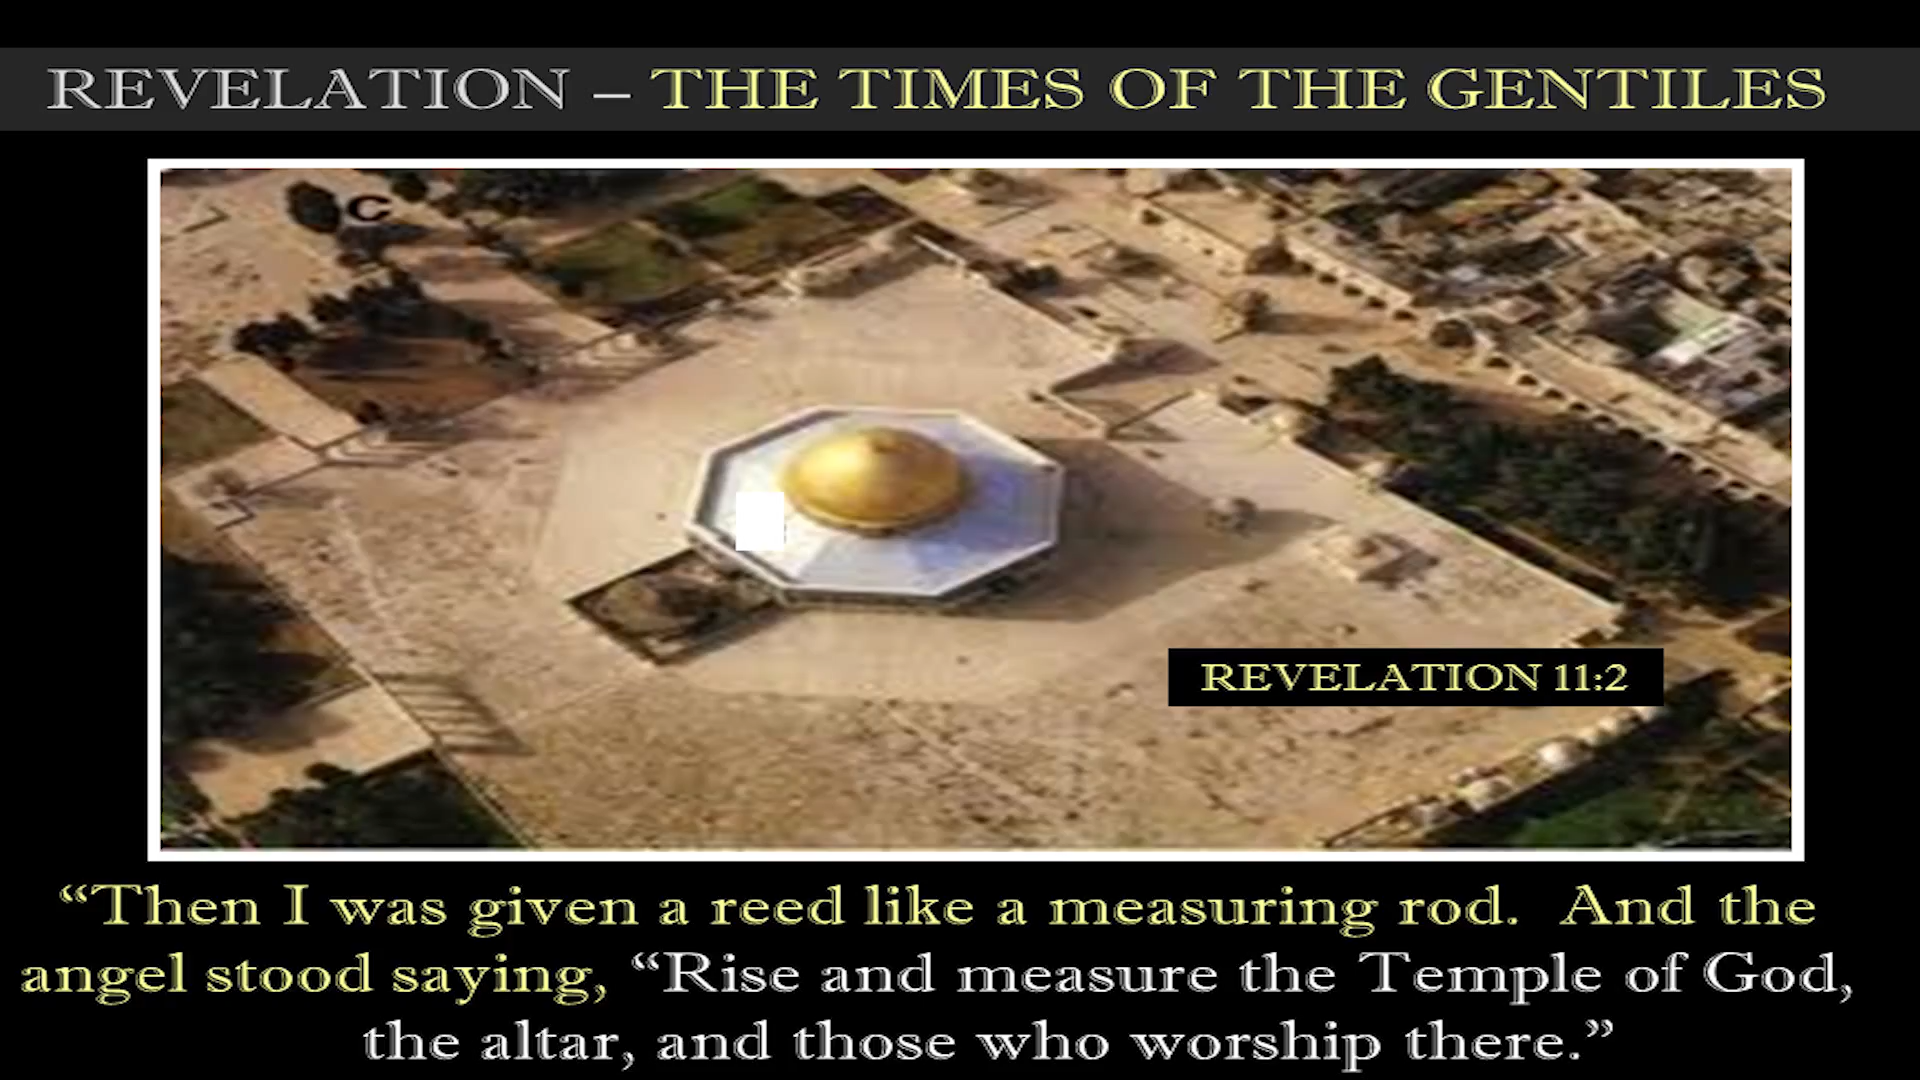 REVELATION – THE TIMES OF THE GENTILES
C
REVELATION 11:2
“Then I was given a reed like a measuring rod.  And the
angel stood saying, “Rise and measure the Temple of God,
the altar, and those who worship there.”